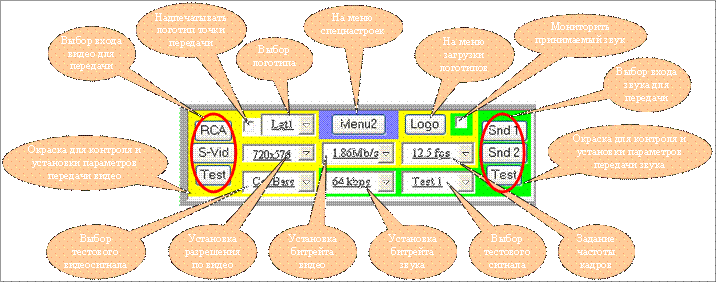 Надпечатывать
логотип точки
передачи
На меню
спецнастроек
Мониторить
принимаемый звук
Выбор входа
видео для
передачи
Выбор
логотипа
На меню
загрузки
логотипов
Выбор входа
звука для
передачи
RCA
Lgt1
Menu2
Logo
Snd 1
S-Vid
720x576
1.86Mb/s
12.5 fps
Snd 2
Test
64 kbps
Test 1
Test
Окраска для контроля и
установки параметров
передачи видео
Окраска для контроля и
установки параметров
передачи звука
Выбор
тестового
видеосигнала
Установка
разрешения
по видео
Установка
битрейта
видео
Установка
битрейта
звука
Выбор
тестового
сигнала
Задание
частоты
кадров